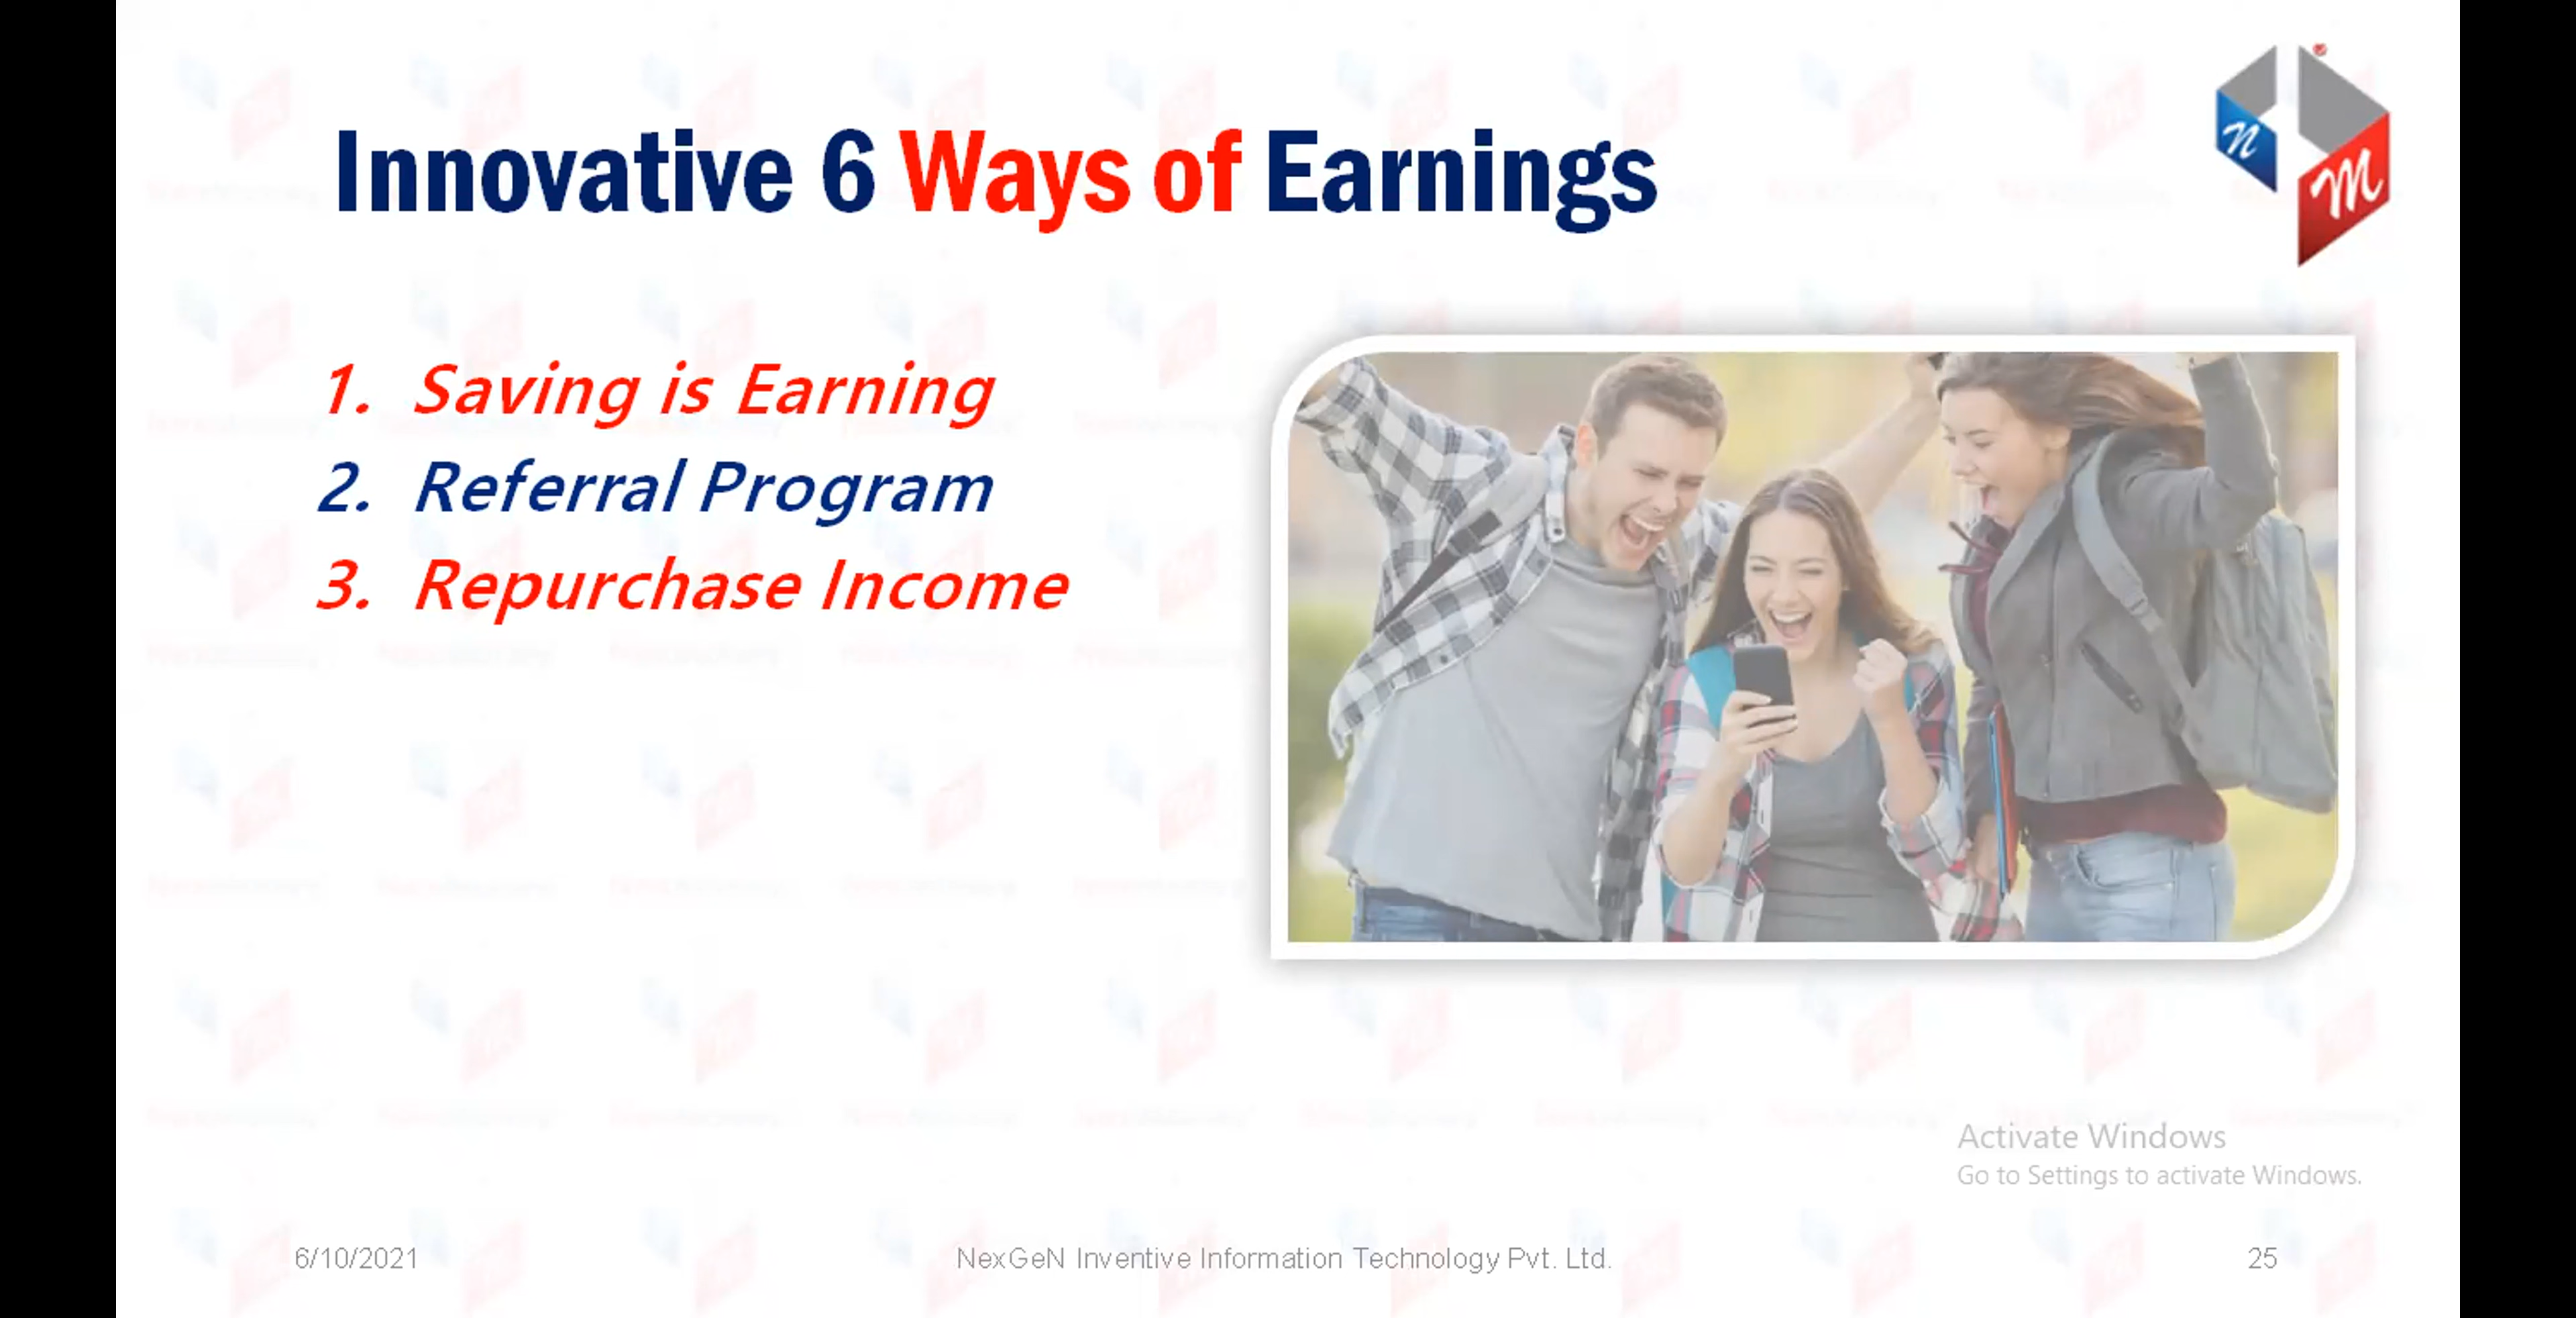 Innovative 6 Ways of Earnings
n
M
1. Saving is Earning
2. Referral Program
3. Repurchase Income
Activate Windows
Go to Settings to activate Windows.
6/10/2021
NexGeN Inventive Information Technology Pvt. Ltd.
25